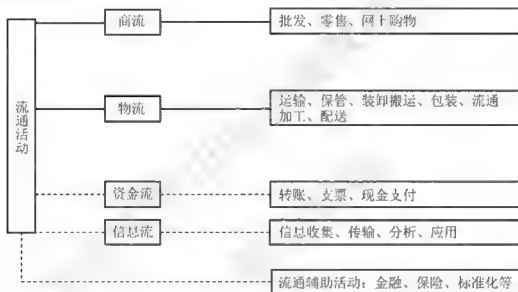 商流
批发、零售、网上购物
流通活动
物流
运输、保管、装卸搬运、包装、流通
加工、配送
资金流
转账、支票、现金支付
信息流
信息收集、传输、分析、应用
流通辅助活动：金融、保险、标准化等